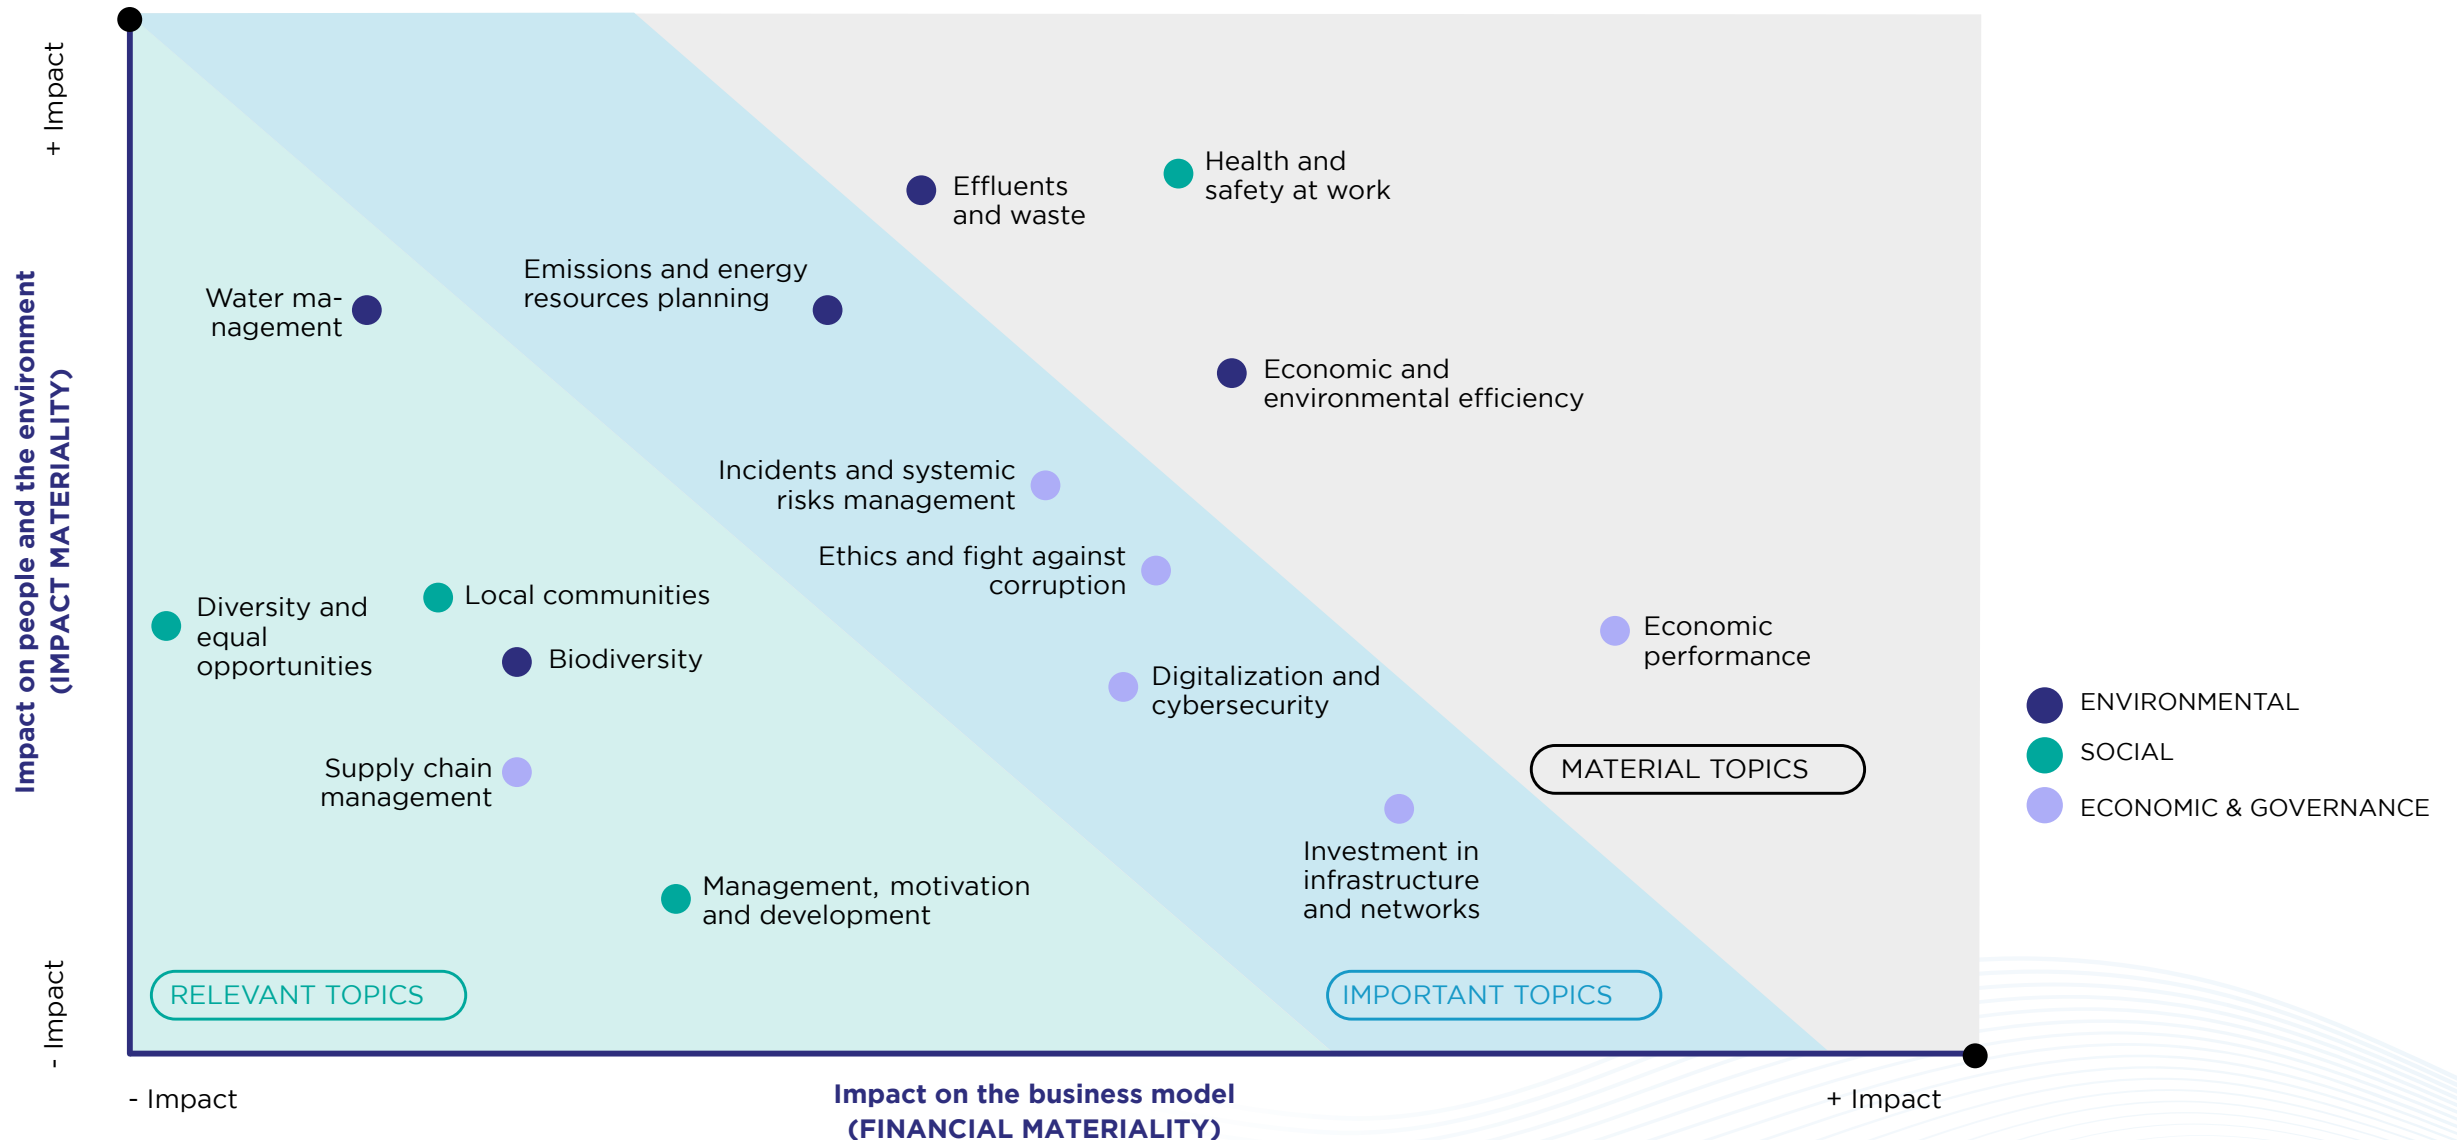 + Impact
Impact on people and the environment
(IMPACT MATERIALITY)
- Impact
Health and
safety at work
Effluents
and waste
Emissions and energy
resources planning
Water ma-
nagement
Economic and
environmental efficiency
Incidents and systemic
risks management
Ethics and fight against
corruption
Local communities
Diversity and
equal
opportunities
Biodiversity
Economic
performance
Digitalization and
cybersecurity
Supply chain
management
MATERIAL TOPICS
Investment in
infrastructure
and networks
Management, motivation
and development
RELEVANT TOPICS
IMPORTANT TOPICS
ENVIRONMENTAL
SOCIAL
ECONOMIC & GOVERNANCE
- Impact
Impact on the business model
(FINANCIAL MATERIALITY)
+ Impact